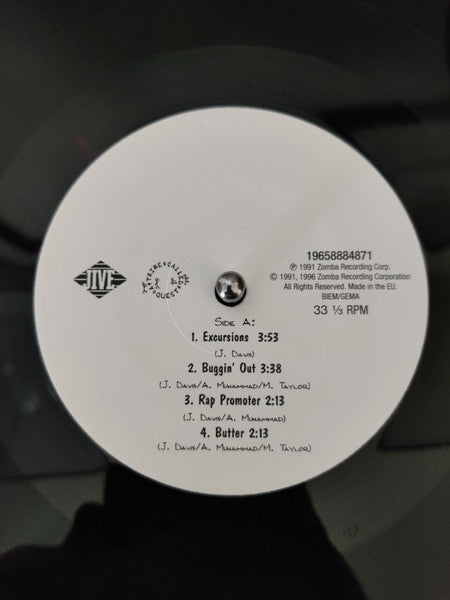 JIVE
A TRIBE CALLED QUEST
19658884871
℗ 1991 Zomba Recording Corp.
© 1991, 1996 Zomba Recording Corporation
All Rights Reserved. Made in the EU.
BIEM/GEMA
33 ⅓ RPM
Side A:
1. Excursions 3:53
(J. Davis)
2. Buggin' Out 3:38
(J. Davis/A. Muhammad/M. Taylor)
3. Rap Promoter 2:13
(J. Davis/A. Muhammad)
4. Butter 2:13
(J. Davis/A. Muhammad/M. Taylor)